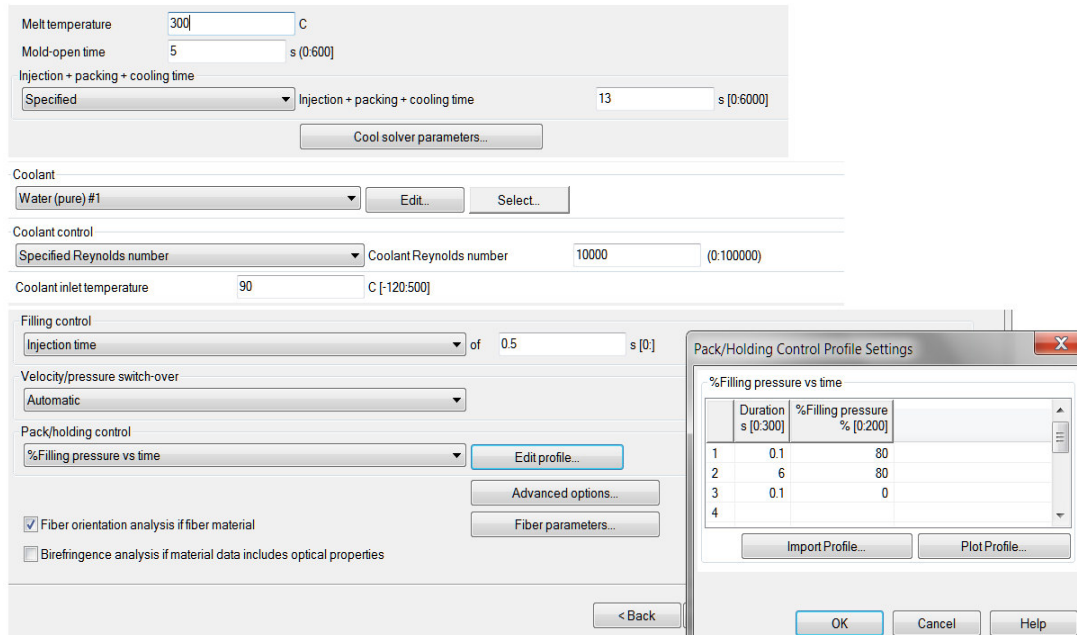 Melt temperature 300 C
Mold-open time 5 s (0:600]
Injection + packing + cooling time
Specified Injection + packing + cooling time 13 s [0:6000]
Cool solver parameters...
Coolant
Water (pure) #1 Edit... Select...
Coolant control
Specified Reynolds number Coolant Reynolds number 10000 (0:100000)
Coolant inlet temperature 90 C [-120:500]
Filling control
Injection time of 0.5 s [0:]
Velocity/pressure switch-over
Automatic
Pack/holding control
%Filling pressure vs time Edit profile...
Advanced options...
Fiber orientation analysis if fiber material Fiber parameters...
Birefringence analysis if material data includes optical properties
< Back
Pack/Holding Control Profile Settings X
%Filling pressure vs time
Duration %Filling pressure
s [0:300] % [0:200]
1 0.1 80
2 6 80
3 0.1 0
4
Import Profile... Plot Profile...
OK Cancel Help